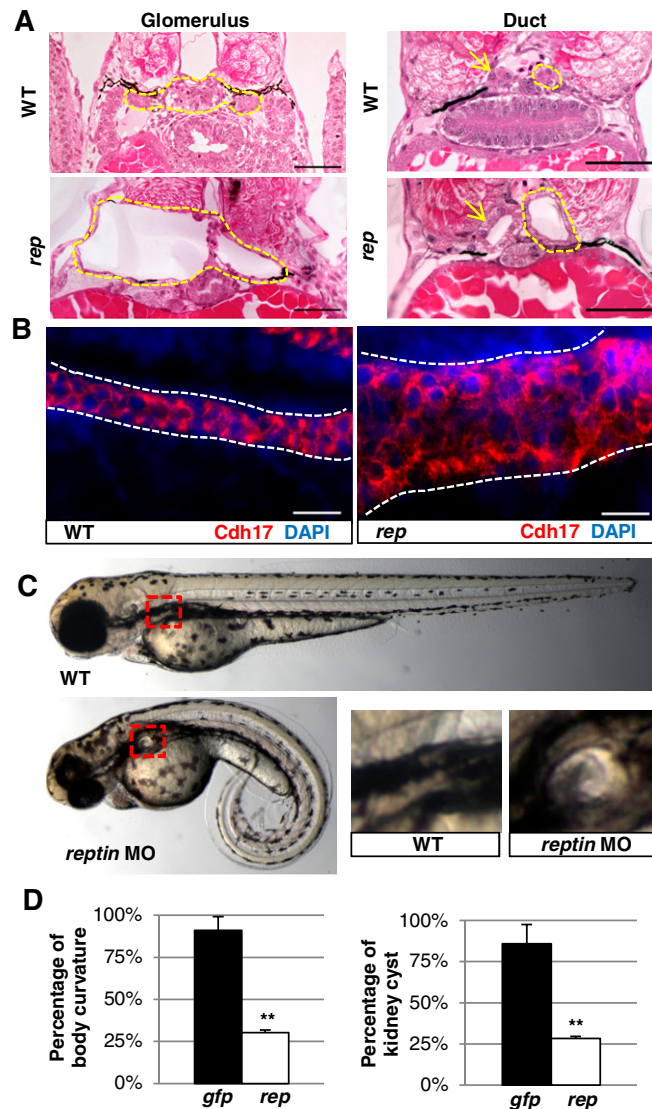 A
Glomerulus
Duct
WT
WT
rep
rep
B
WT Cdh17 DAPI
rep Cdh17 DAPI
C
WT
reptin MO
WT
reptin MO
D
Percentage of
body curvature
100%
75%
50%
25%
0%
**
gfp rep
Percentage of
kidney cyst
100%
75%
50%
25%
0%
**
gfp rep